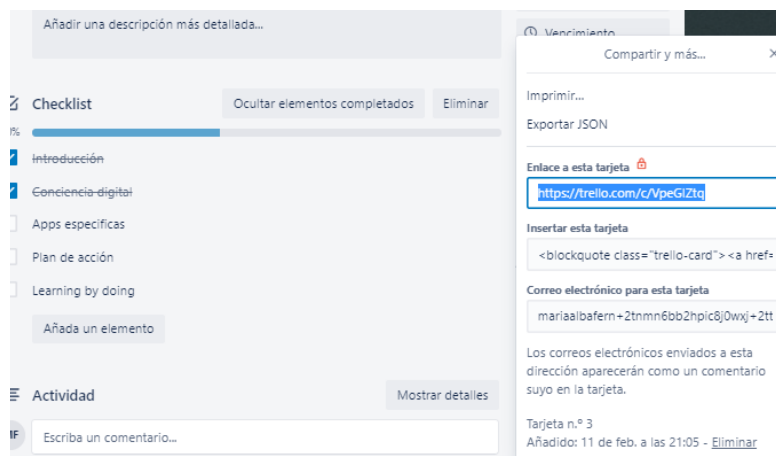 Añadir una descripción más detallada...
Checklist
Ocultar elementos completados
Eliminar
Introducción
Conciencia digital
Apps especificas
Plan de acción
Learning by doing
Añada un elemento
Actividad
Mostrar detalles
Escriba un comentario...
Vencimiento
Compartir y más...
Imprimir...
Exportar JSON
Enlace a esta tarjeta
https://trello.com/c/VpeGlZtq
Insertar esta tarjeta
<blockquote class="trello-card"><a href=
Correo electrónico para esta tarjeta
mariaalbafern+2tnmn6bb2hpic8j0wxj+2tt
Los correos electrónicos enviados a esta
dirección aparecerán como un comentario
suyo en la tarjeta.
Tarjeta n.º 3
Añadido: 11 de feb. a las 21:05 - Eliminar